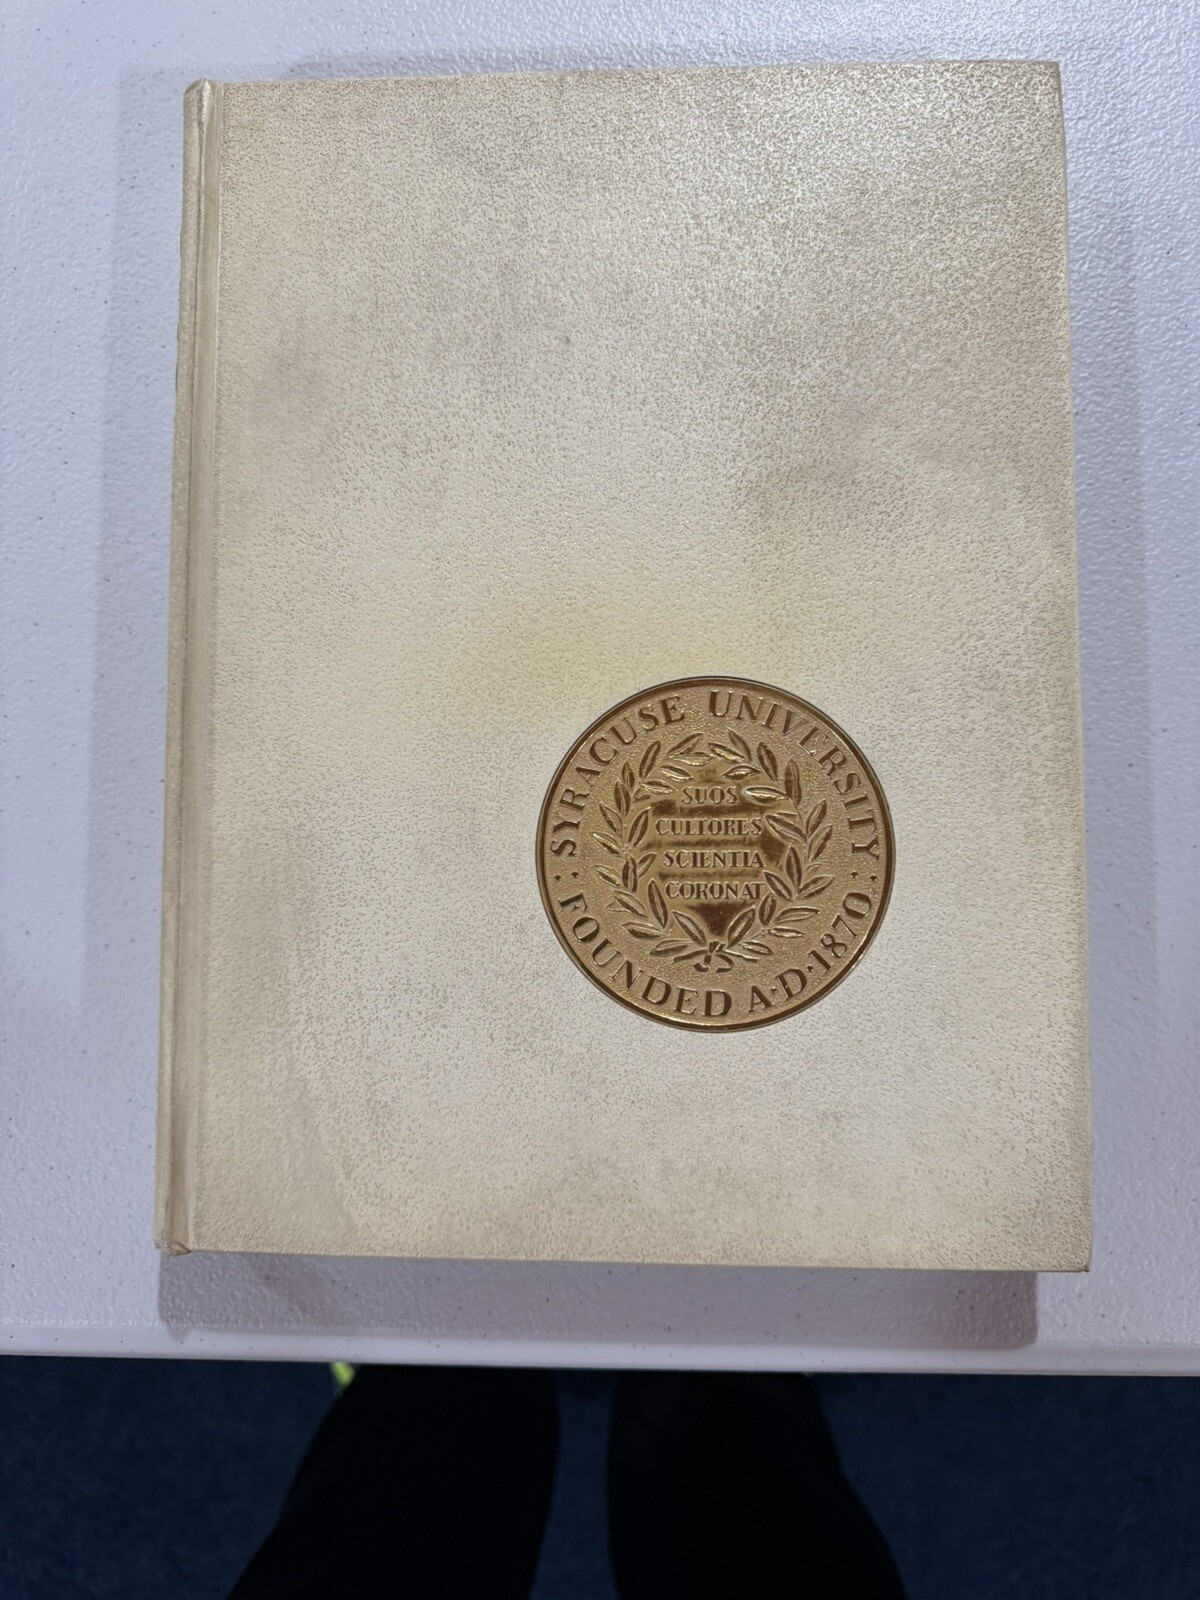 SYRACUSE UNIVERSITY
SUOS
CULTORES
SCIENTIA
CORONAT
FOUNDED A·D·1870